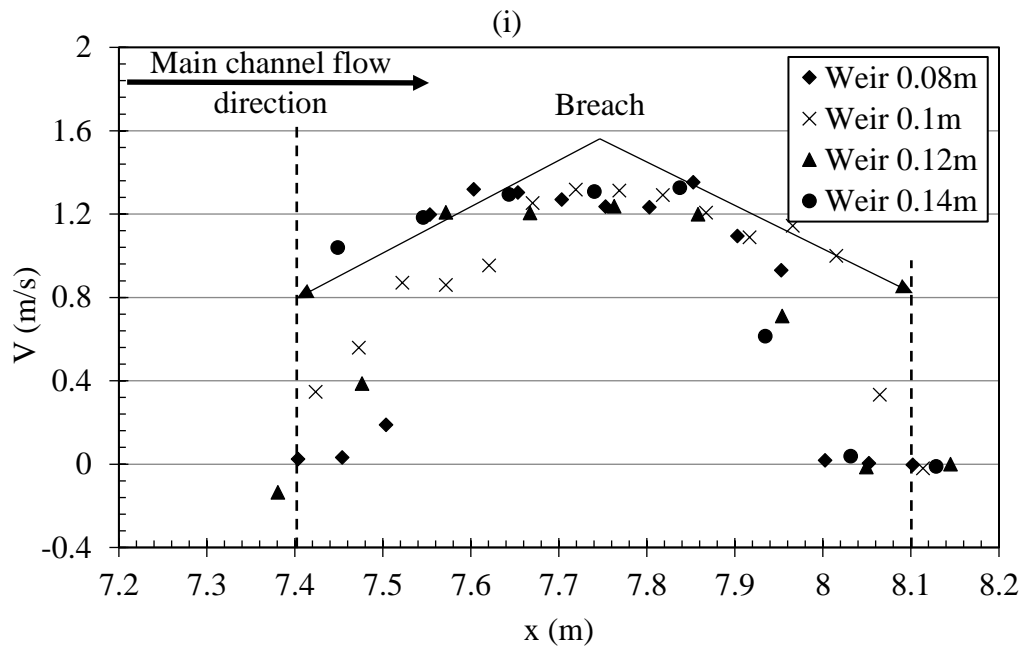 (i)
Main channel flow
direction
Breach
Weir 0.08m
Weir 0.1m
Weir 0.12m
Weir 0.14m
V (m/s)
2
1.6
1.2
0.8
0.4
0
-0.4
7.2 7.3 7.4 7.5 7.6 7.7 7.8 7.9 8 8.1 8.2
x (m)